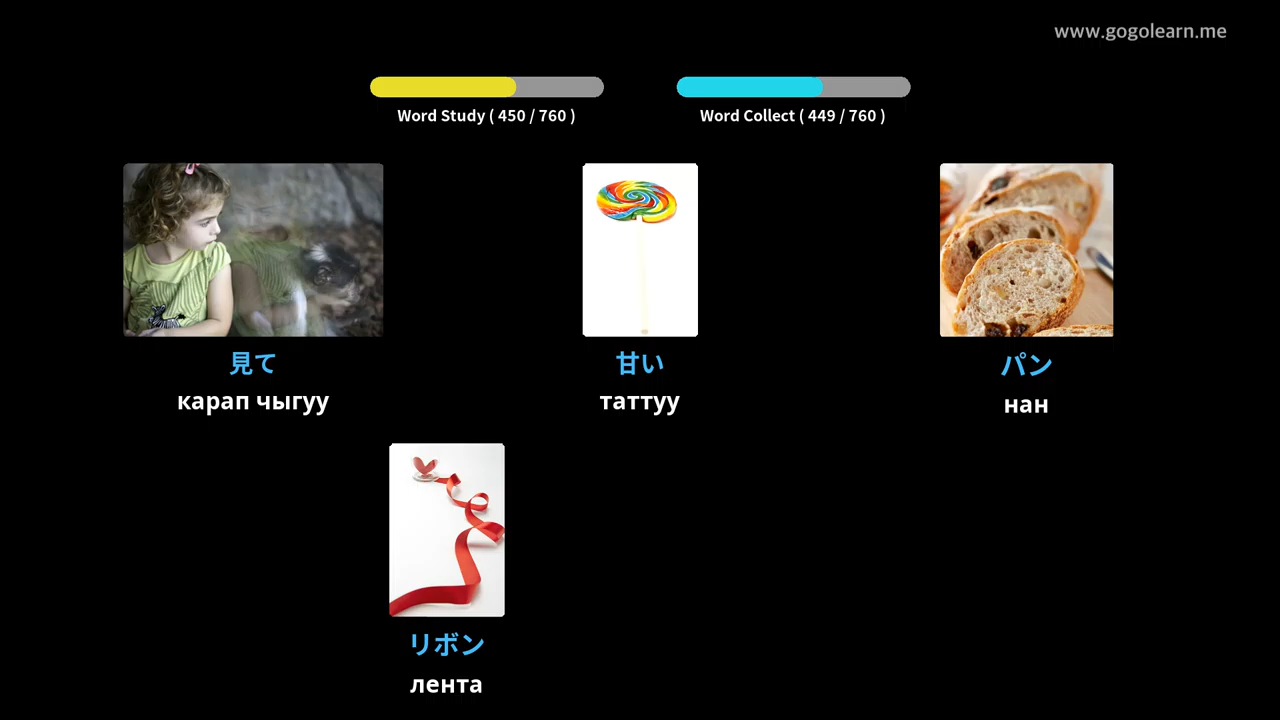 www.gogolearn.me
Word Study ( 450 / 760 )
Word Collect ( 449 / 760 )
見て
карап чыгуу
甘い
таттуу
パン
нан
リボン
лента